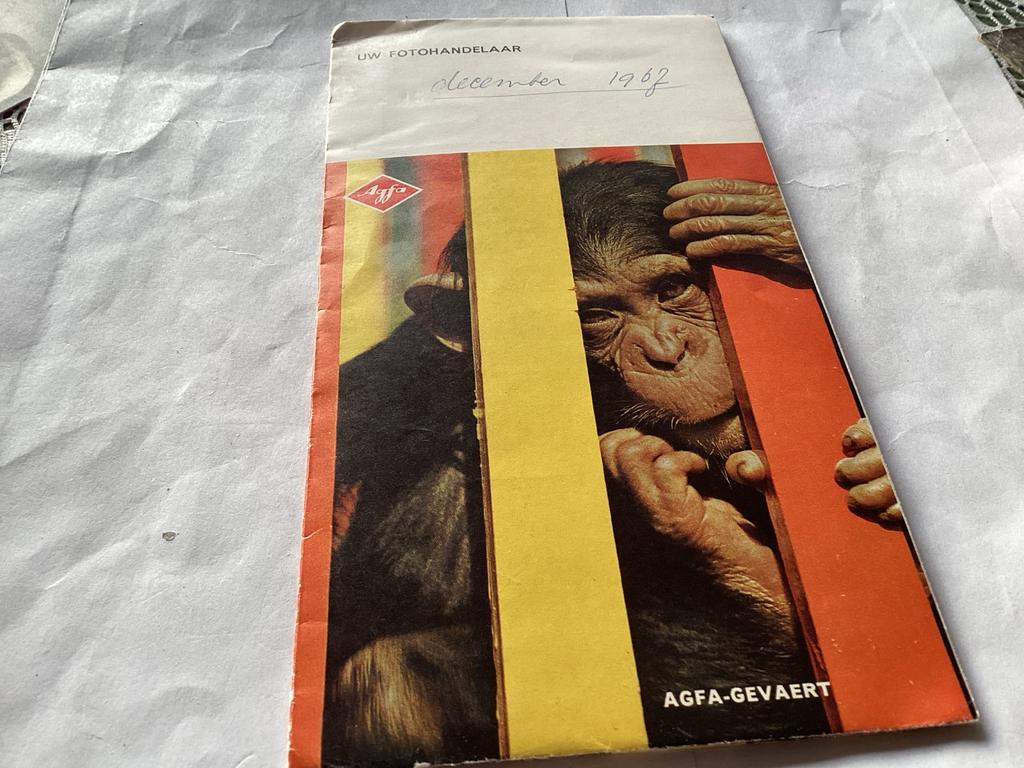 UW FOTOHANDELAAR
december 1967
Agfa
AGFA-GEVAERT